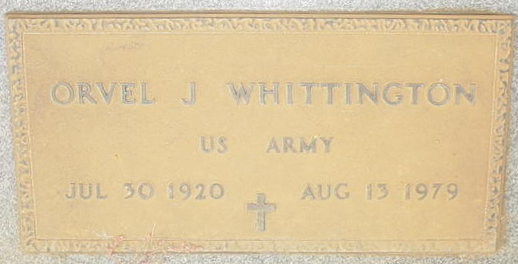 ORVEL J WHITTINGTON
US ARMY
JUL 30 1920 AUG 13 1979